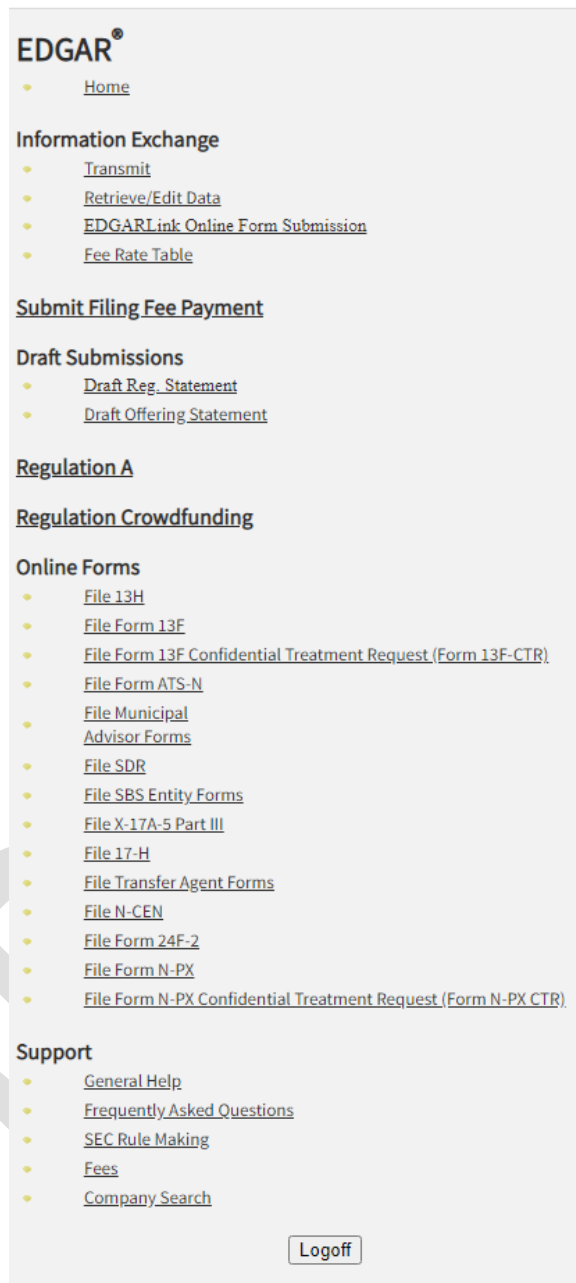 EDGAR®
Home
Information Exchange
Transmit
Retrieve/Edit Data
EDGARLink Online Form Submission
Fee Rate Table
Submit Filing Fee Payment
Draft Submissions
Draft Reg. Statement
Draft Offering Statement
Regulation A
Regulation Crowdfunding
Online Forms
File 13H
File Form 13F
File Form 13F Confidential Treatment Request (Form 13F-CTR)
File Form ATS-N
File Municipal
Advisor Forms
File SDR
File SBS Entity Forms
File X-17A-5 Part III
File 17-H
File Transfer Agent Forms
File N-CEN
File Form 24F-2
File Form N-PX
File Form N-PX Confidential Treatment Request (Form N-PX CTR)
Support
General Help
Frequently Asked Questions
SEC Rule Making
Fees
Company Search
Logoff